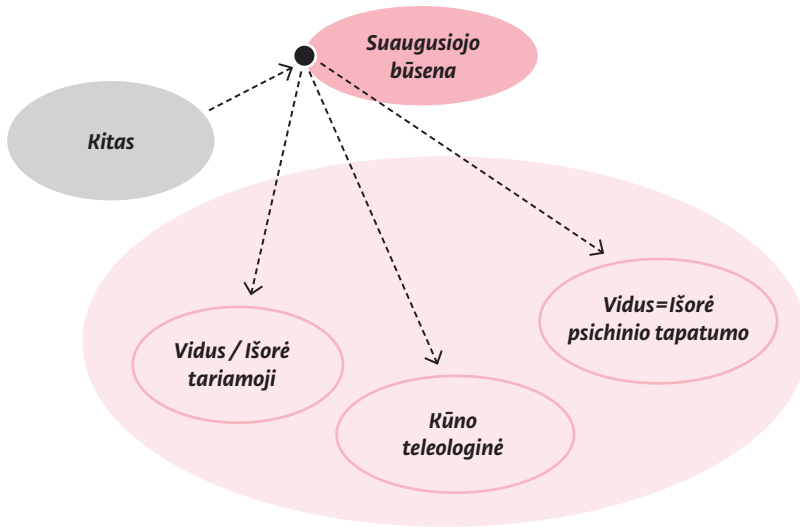 Suaugusiojo
būsena
Kitas
Vidus / Išorė
tariamoji
Kūno
teleologinė
Vidus=Išorė
psichinio tapatumo